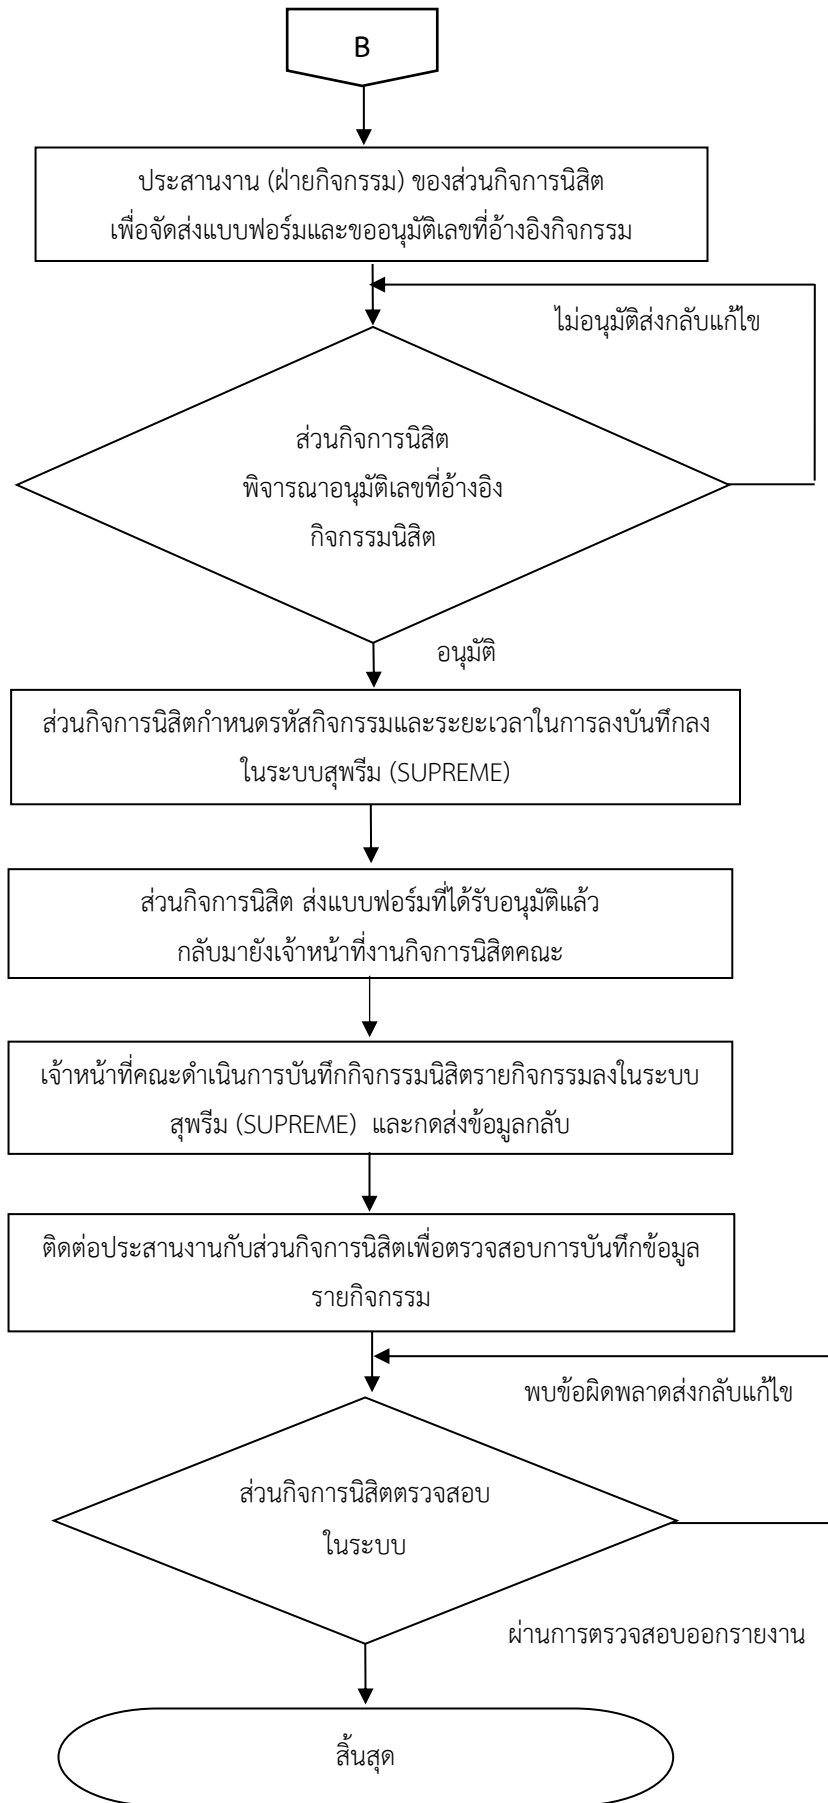 B
ประสานงาน (ฝ่ายกิจกรรม) ของส่วนกิจการนิสิต
เพื่อจัดส่งแบบฟอร์มและขออนุมัติเลขที่อ้างอิงกิจกรรม
ไม่อนุมัติส่งกลับแก้ไข
ส่วนกิจการนิสิต
พิจารณาอนุมัติเลขที่อ้างอิง
กิจกรรมนิสิต
อนุมัติ
ส่วนกิจการนิสิตกำหนดรหัสกิจกรรมและระยะเวลาในการลงบันทึกลง
ในระบบสุพรีม (SUPREME)
ส่วนกิจการนิสิต ส่งแบบฟอร์มที่ได้รับอนุมัติแล้ว
กลับมายังเจ้าหน้าที่งานกิจการนิสิตคณะ
เจ้าหน้าที่คณะดำเนินการบันทึกกิจกรรมนิสิตรายกิจกรรมลงในระบบ
สุพรีม (SUPREME)  และกดส่งข้อมูลกลับ
ติดต่อประสานงานกับส่วนกิจการนิสิตเพื่อตรวจสอบการบันทึกข้อมูล
รายกิจกรรม
พบข้อผิดพลาดส่งกลับแก้ไข
ส่วนกิจการนิสิตตรวจสอบ
ในระบบ
ผ่านการตรวจสอบออกรายงาน
สิ้นสุด